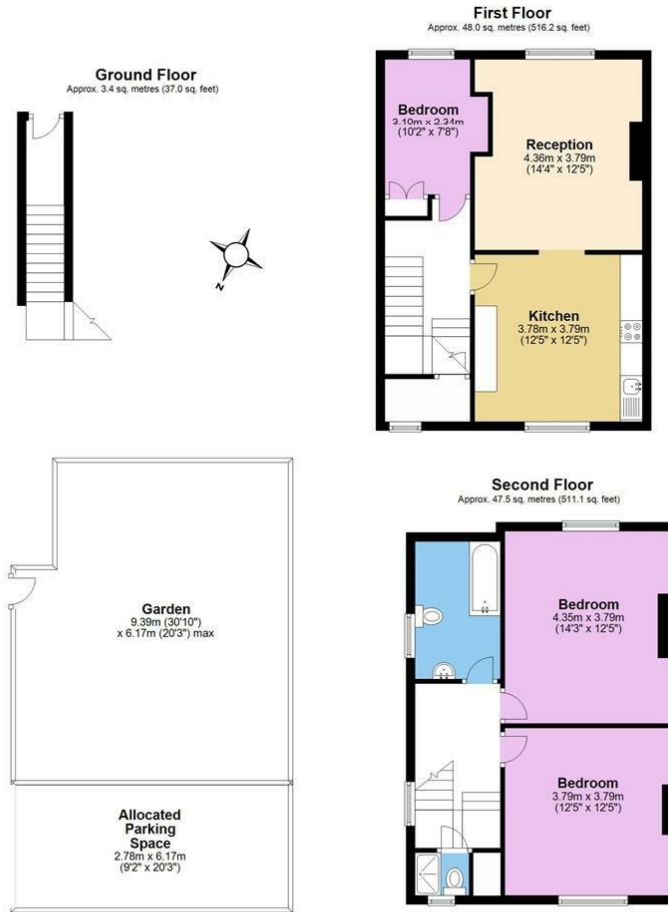 Ground Floor
Approx. 3.4 sq. metres (37.0 sq. feet)
N
First Floor
Approx. 48.0 sq. metres (516.2 sq. feet)
Bedroom
3.10m x 2.34m
(10'2" x 7'8")
Reception
4.36m x 3.79m
(14'4" x 12'5")
Kitchen
3.78m x 3.79m
(12'5" x 12'5")
Garden
9.39m (30'10")
x 6.17m (20'3") max
Allocated
Parking
Space
2.78m x 6.17m
(9'2" x 20'3")
Second Floor
Approx. 47.5 sq. metres (511.1 sq. feet)
Bedroom
4.35m x 3.79m
(14'3" x 12'5")
Bedroom
3.79m x 3.79m
(12'5" x 12'5")